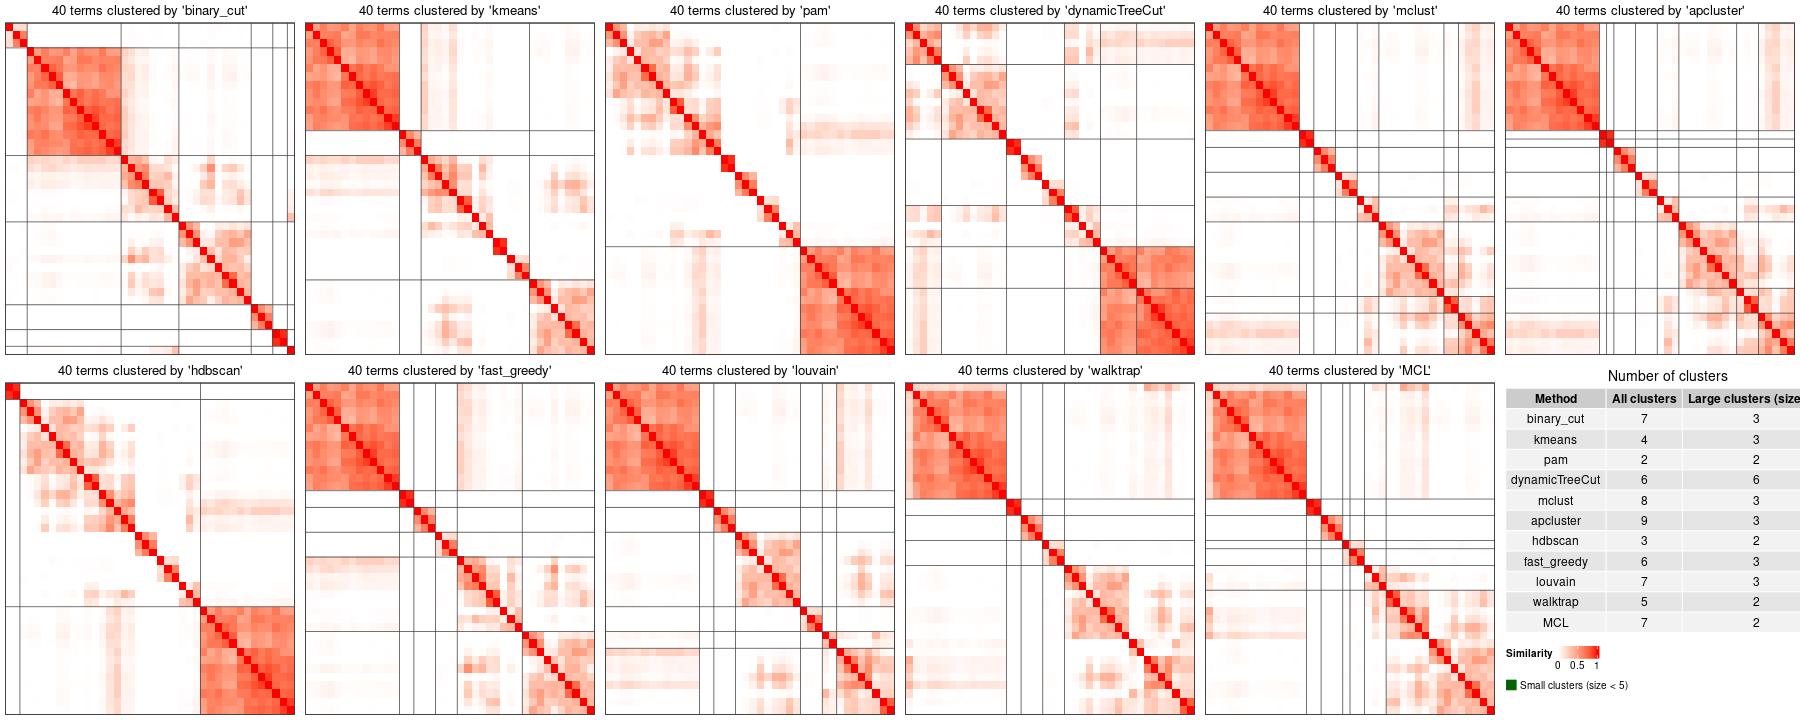 40 terms clustered by 'binary_cut'
40 terms clustered by 'kmeans'
40 terms clustered by 'pam'
40 terms clustered by 'dynamicTreeCut'
40 terms clustered by 'mclust'
40 terms clustered by 'apcluster'
40 terms clustered by 'hdbscan'
40 terms clustered by 'fast_greedy'
40 terms clustered by 'louvain'
40 terms clustered by 'walktrap'
40 terms clustered by 'MCL'
Number of clusters
Method All clusters Large clusters (size
binary_cut 7 3
kmeans 4 3
pam 2 2
dynamicTreeCut 6 6
mclust 8 3
apcluster 9 3
hdbscan 3 2
fast_greedy 6 3
louvain 7 3
walktrap 5 2
MCL 7 2
Similarity
0 0.5 1
Small clusters (size < 5)